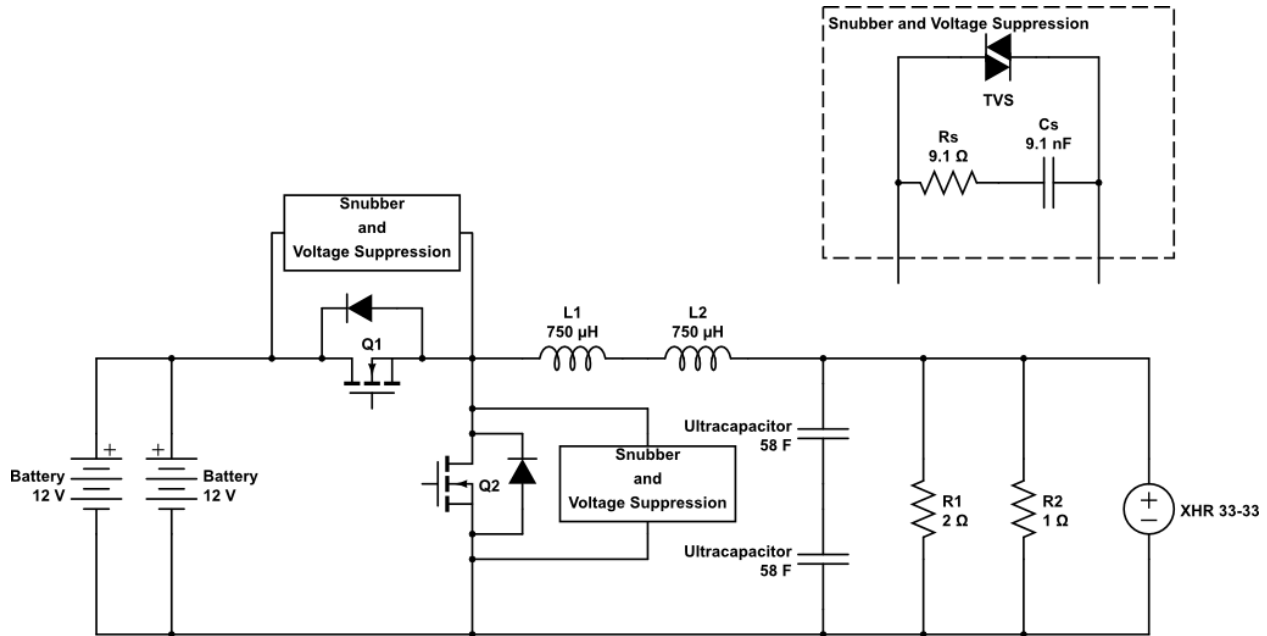 Snubber and Voltage Suppression
TVS
Rs
9.1 Ω
Cs
9.1 nF
Snubber
and
Voltage Suppression
Q1
L1
750 µH
L2
750 µH
+
Battery
12 V
+
Battery
12 V
Q2
Snubber
and
Voltage Suppression
Ultracapacitor
58 F
Ultracapacitor
58 F
R1
2 Ω
R2
1 Ω
+
−
XHR 33-33